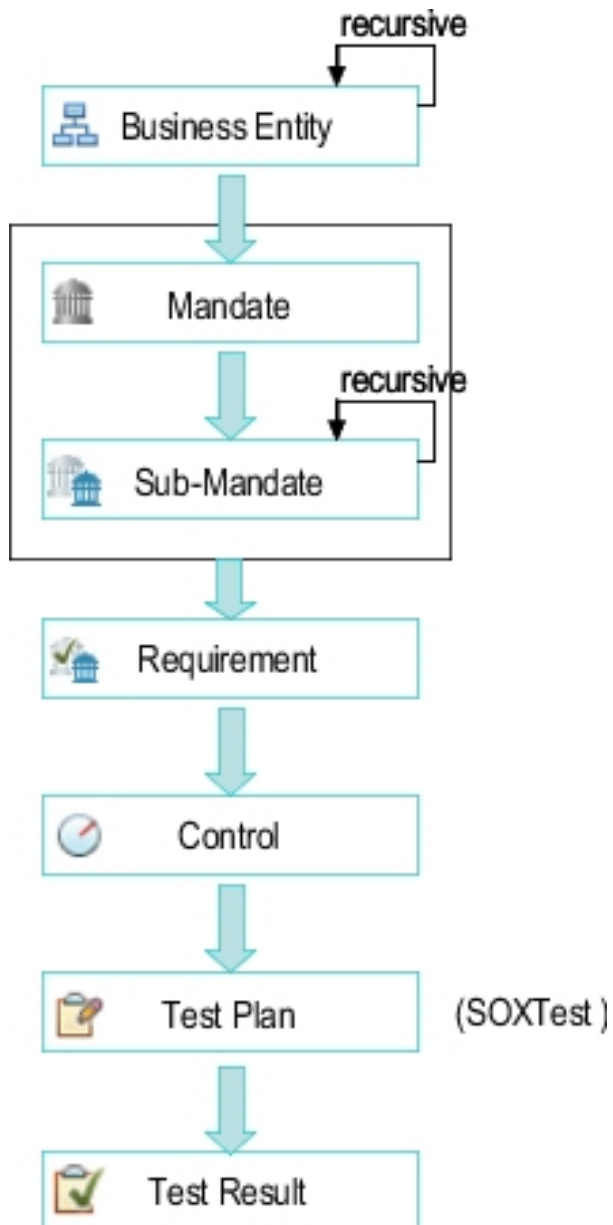 recursive
Business Entity
Mandate
recursive
Sub-Mandate
Requirement
Control
Test Plan
(SOXTest )
Test Result